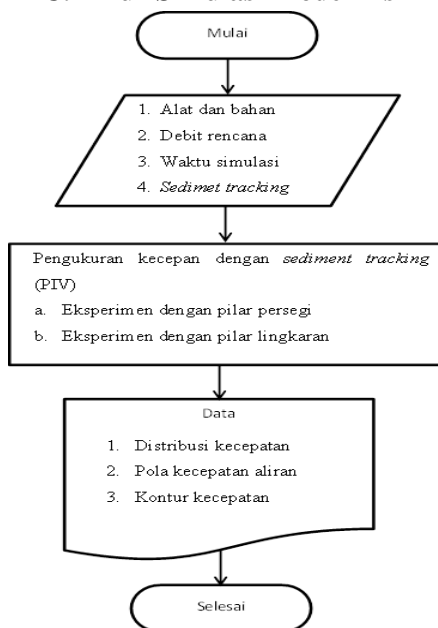 Mulai
1. Alat dan bahan
2. Debit rencana
3. Waktu simulasi
4. Sedimet tracking
Pengukuran kecepan dengan sediment tracking
(PIV)
a. Eksperimen dengan pilar persegi
b. Eksperimen dengan pilar lingkaran
Data
1. Distribusi kecepatan
2. Pola kecepatan aliran
3. Kontur kecepatan
Selesai